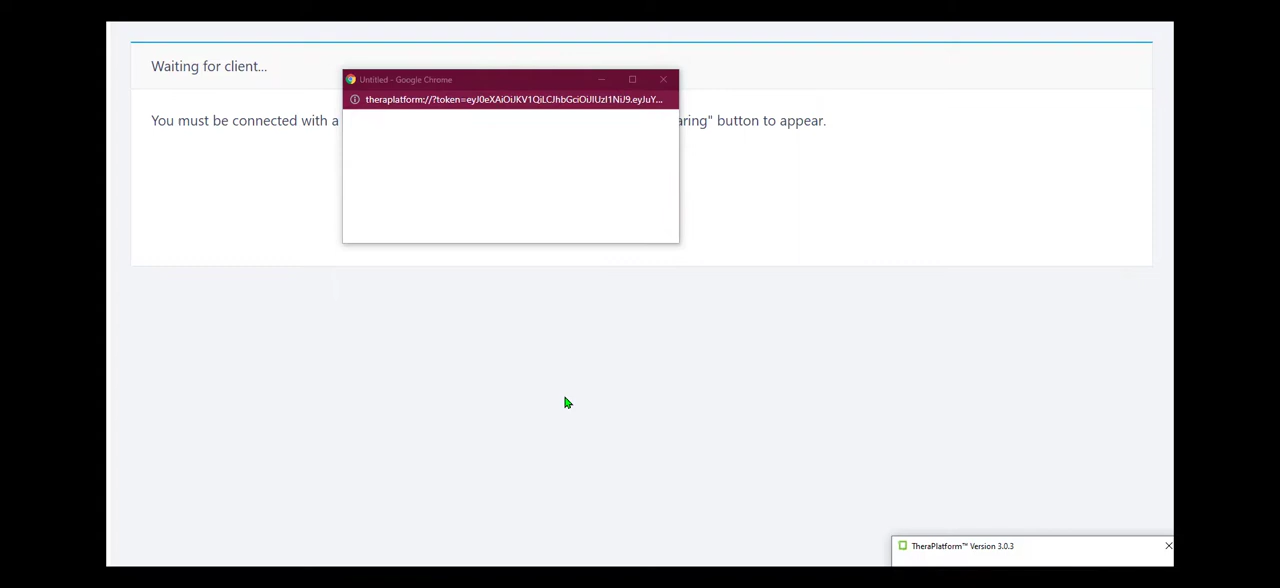 Waiting for client...
Untitled - Google Chrome
theraplatform://?token=eyJ0eXAiOiJKV1QiLCJhbGciOiJIUzI1NiJ9.eyJuY...
You must be connected with a
aring" button to appear.
TheraPlatform™ Version 3.0.3